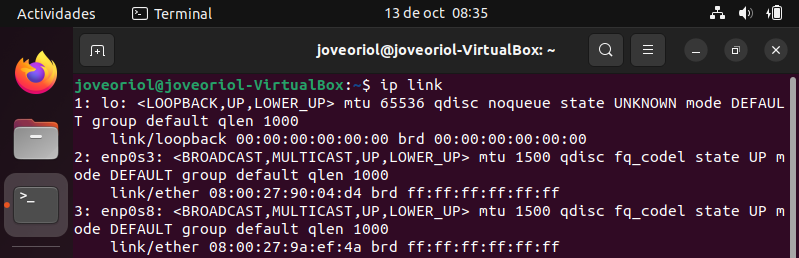 Actividades
Terminal
13 de oct 08:35
joveoriol@joveoriol-VirtualBox: ~
joveoriol@joveoriol-VirtualBox:~$ ip link
1: lo: <LOOPBACK,UP,LOWER_UP> mtu 65536 qdisc noqueue state UNKNOWN mode DEFAUL
T group default qlen 1000
    link/loopback 00:00:00:00:00:00 brd 00:00:00:00:00:00
2: enp0s3: <BROADCAST,MULTICAST,UP,LOWER_UP> mtu 1500 qdisc fq_codel state UP m
ode DEFAULT group default qlen 1000
    link/ether 08:00:27:90:04:d4 brd ff:ff:ff:ff:ff:ff
3: enp0s8: <BROADCAST,MULTICAST,UP,LOWER_UP> mtu 1500 qdisc fq_codel state UP m
ode DEFAULT group default qlen 1000
    link/ether 08:00:27:9a:ef:4a brd ff:ff:ff:ff:ff:ff